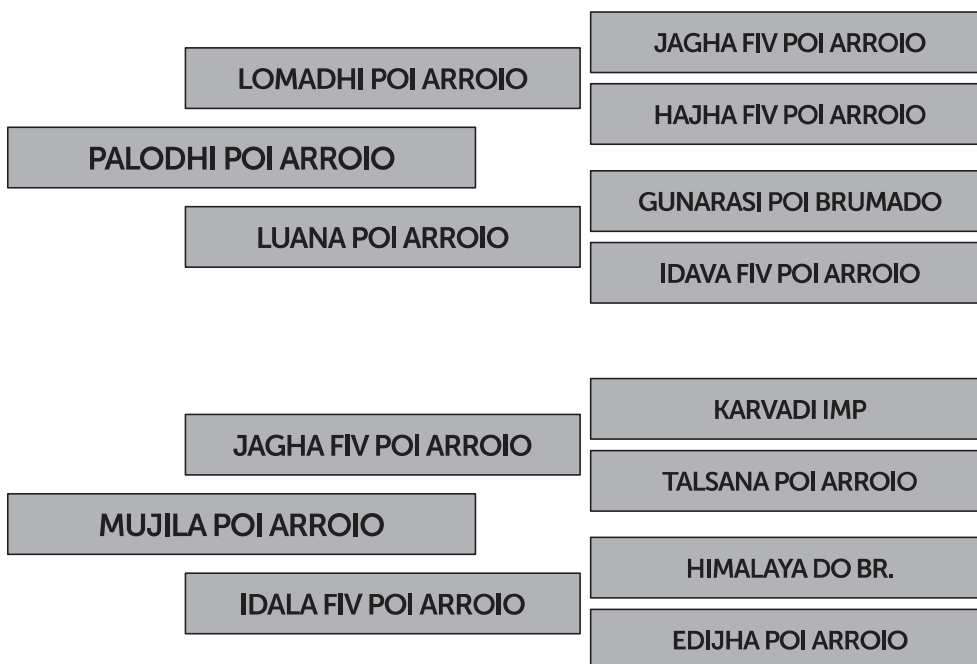 JAGHA FIV POI ARROIO
LOMADHI POI ARROIO
HAJHA FIV POI ARROIO
PALODHI POI ARROIO
GUNARASI POI BRUMADO
LUANA POI ARROIO
IDAVA FIV POI ARROIO
KARVADI IMP
JAGHA FIV POI ARROIO
TALSANA POI ARROIO
MUJILA POI ARROIO
HIMALAYA DO BR.
IDALA FIV POI ARROIO
EDIJHA POI ARROIO